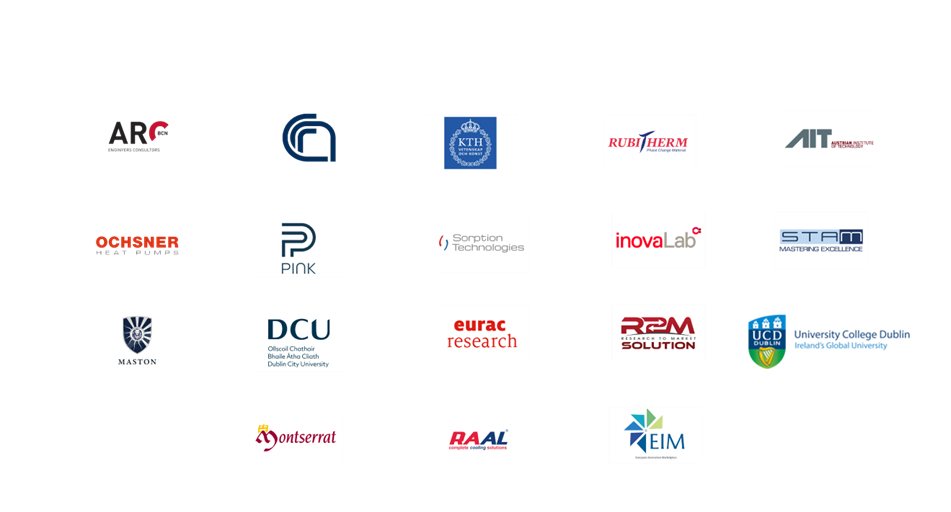 ARC BCN
ENGINYERS CONSULTORS
KTH
VETENSKAP
OCH KONST
RUBITHERM
Phase Change Material
AIT
AUSTRIAN INSTITUTE
OF TECHNOLOGY
OCHSNER
HEAT PUMPS
PINK
Sorption
Technologies
inovaLab
STAM
MASTERING EXCELLENCE
MASTON
DCU
Ollscoil Chathair
Bhaile Átha Cliath
Dublin City University
eurac
research
R2M
RESEARCH TO MARKET
SOLUTION
UCD
DUBLIN
University College Dublin
Ireland's Global University
Montserrat
RAAL
complete cooling solutions
EIM